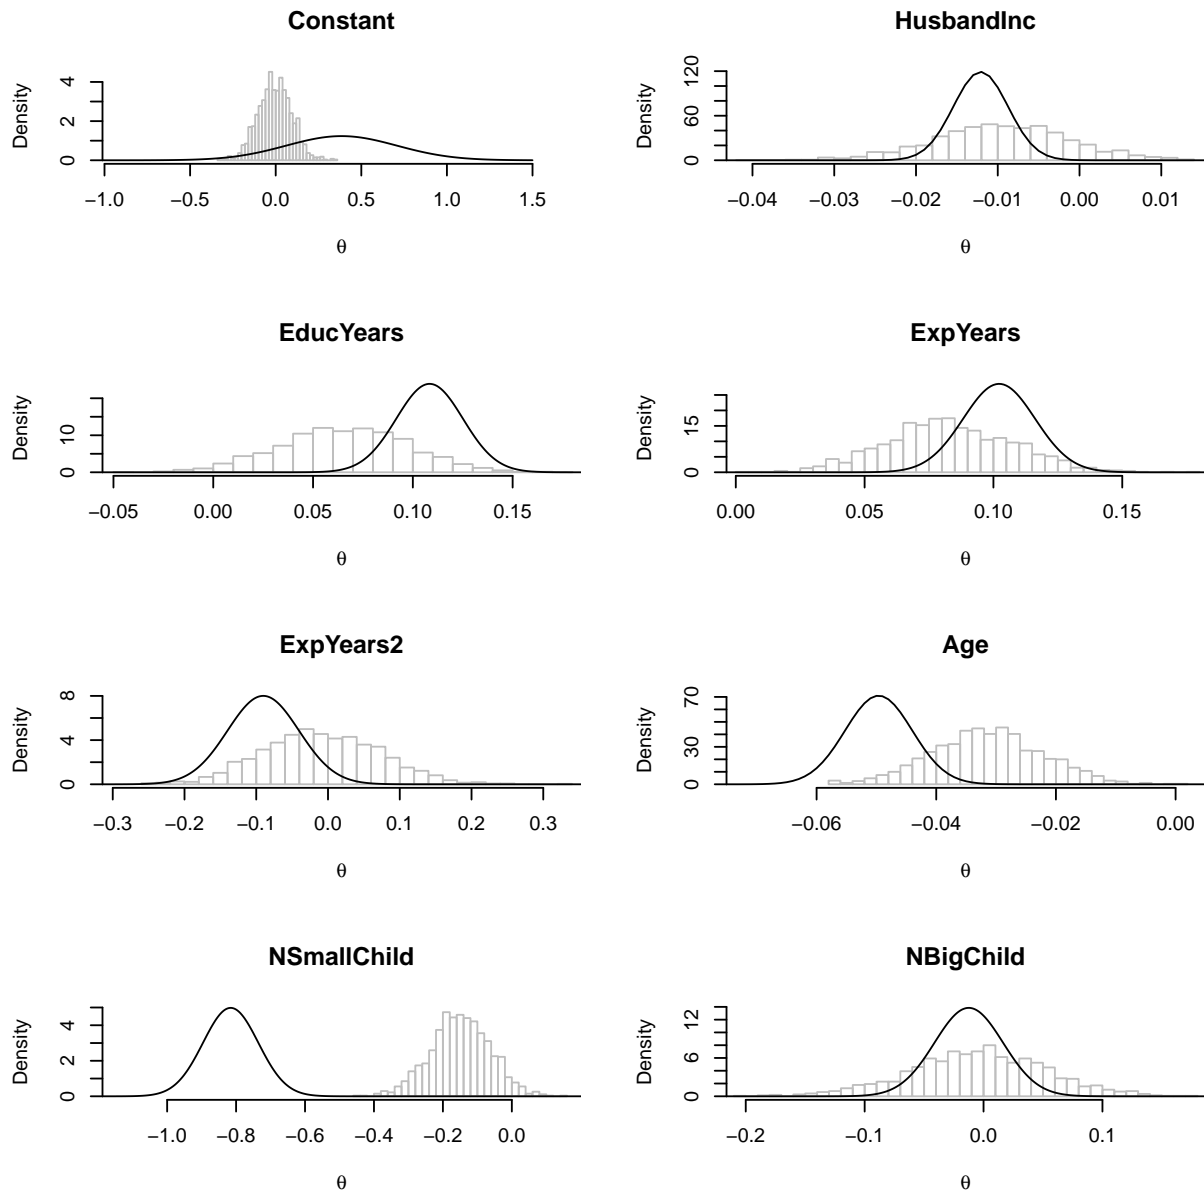 Constant
Density
0 2 4
−1.0 −0.5 0.0 0.5 1.0 1.5
θ
HusbandInc
Density
0 60 120
−0.04 −0.03 −0.02 −0.01 0.00 0.01
θ
EducYears
Density
0 10
−0.05 0.00 0.05 0.10 0.15
θ
ExpYears
Density
0 15
0.00 0.05 0.10 0.15
θ
ExpYears2
Density
0 4 8
−0.3 −0.2 −0.1 0.0 0.1 0.2 0.3
θ
Age
Density
0 30 70
−0.06 −0.04 −0.02 0.00
θ
NSmallChild
Density
0 2 4
−1.0 −0.8 −0.6 −0.4 −0.2 0.0
θ
NBigChild
Density
0 6 12
−0.2 −0.1 0.0 0.1
θ